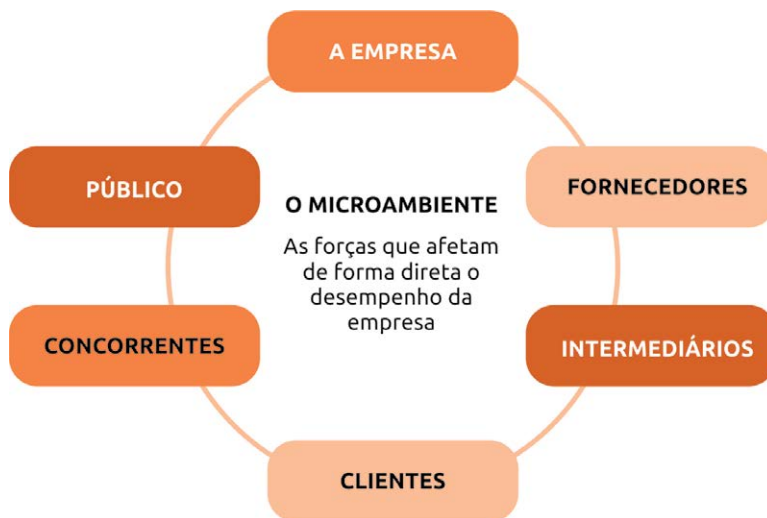 A EMPRESA
FORNECEDORES
INTERMEDIÁRIOS
CLIENTES
CONCORRENTES
PÚBLICO
O MICROAMBIENTE
As forças que afetam
de forma direta o
desempenho da
empresa